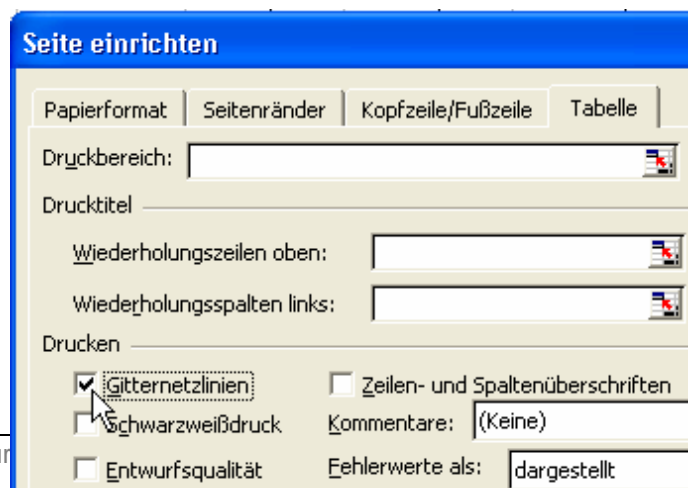 Seite einrichten
Papierformat Seitenränder Kopfzeile/Fußzeile Tabelle
Druckbereich:
Drucktitel
Wiederholungszeilen oben:
Wiederholungsspalten links:
Drucken
Gitternetzlinien Zeilen- und Spaltenüberschriften
Schwarzweißdruck Kommentare: (Keine)
Entwurfsqualität Fehlerwerte als: dargestellt